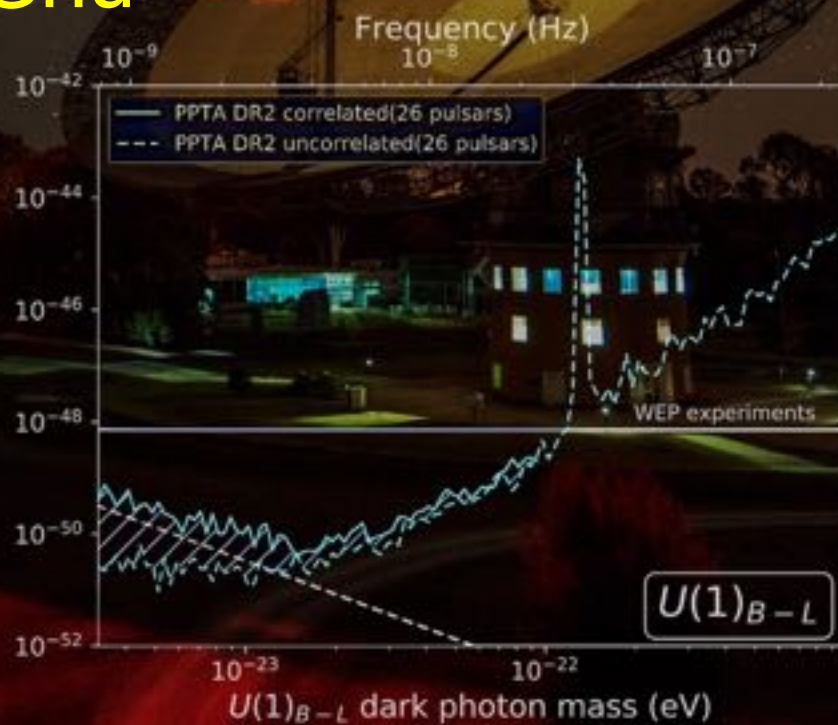 Frequency (Hz)
10⁻⁹ 10⁻⁸ 10⁻⁷
10⁻⁴²
PPTA DR2 correlated(26 pulsars)
PPTA DR2 uncorrelated(26 pulsars)
10⁻⁴⁴
10⁻⁴⁶
WEP experiments
10⁻⁴⁸
10⁻⁵⁰
U(1)B−L
10⁻⁵²
10⁻²³ 10⁻²²
U(1)B−L dark photon mass (eV)